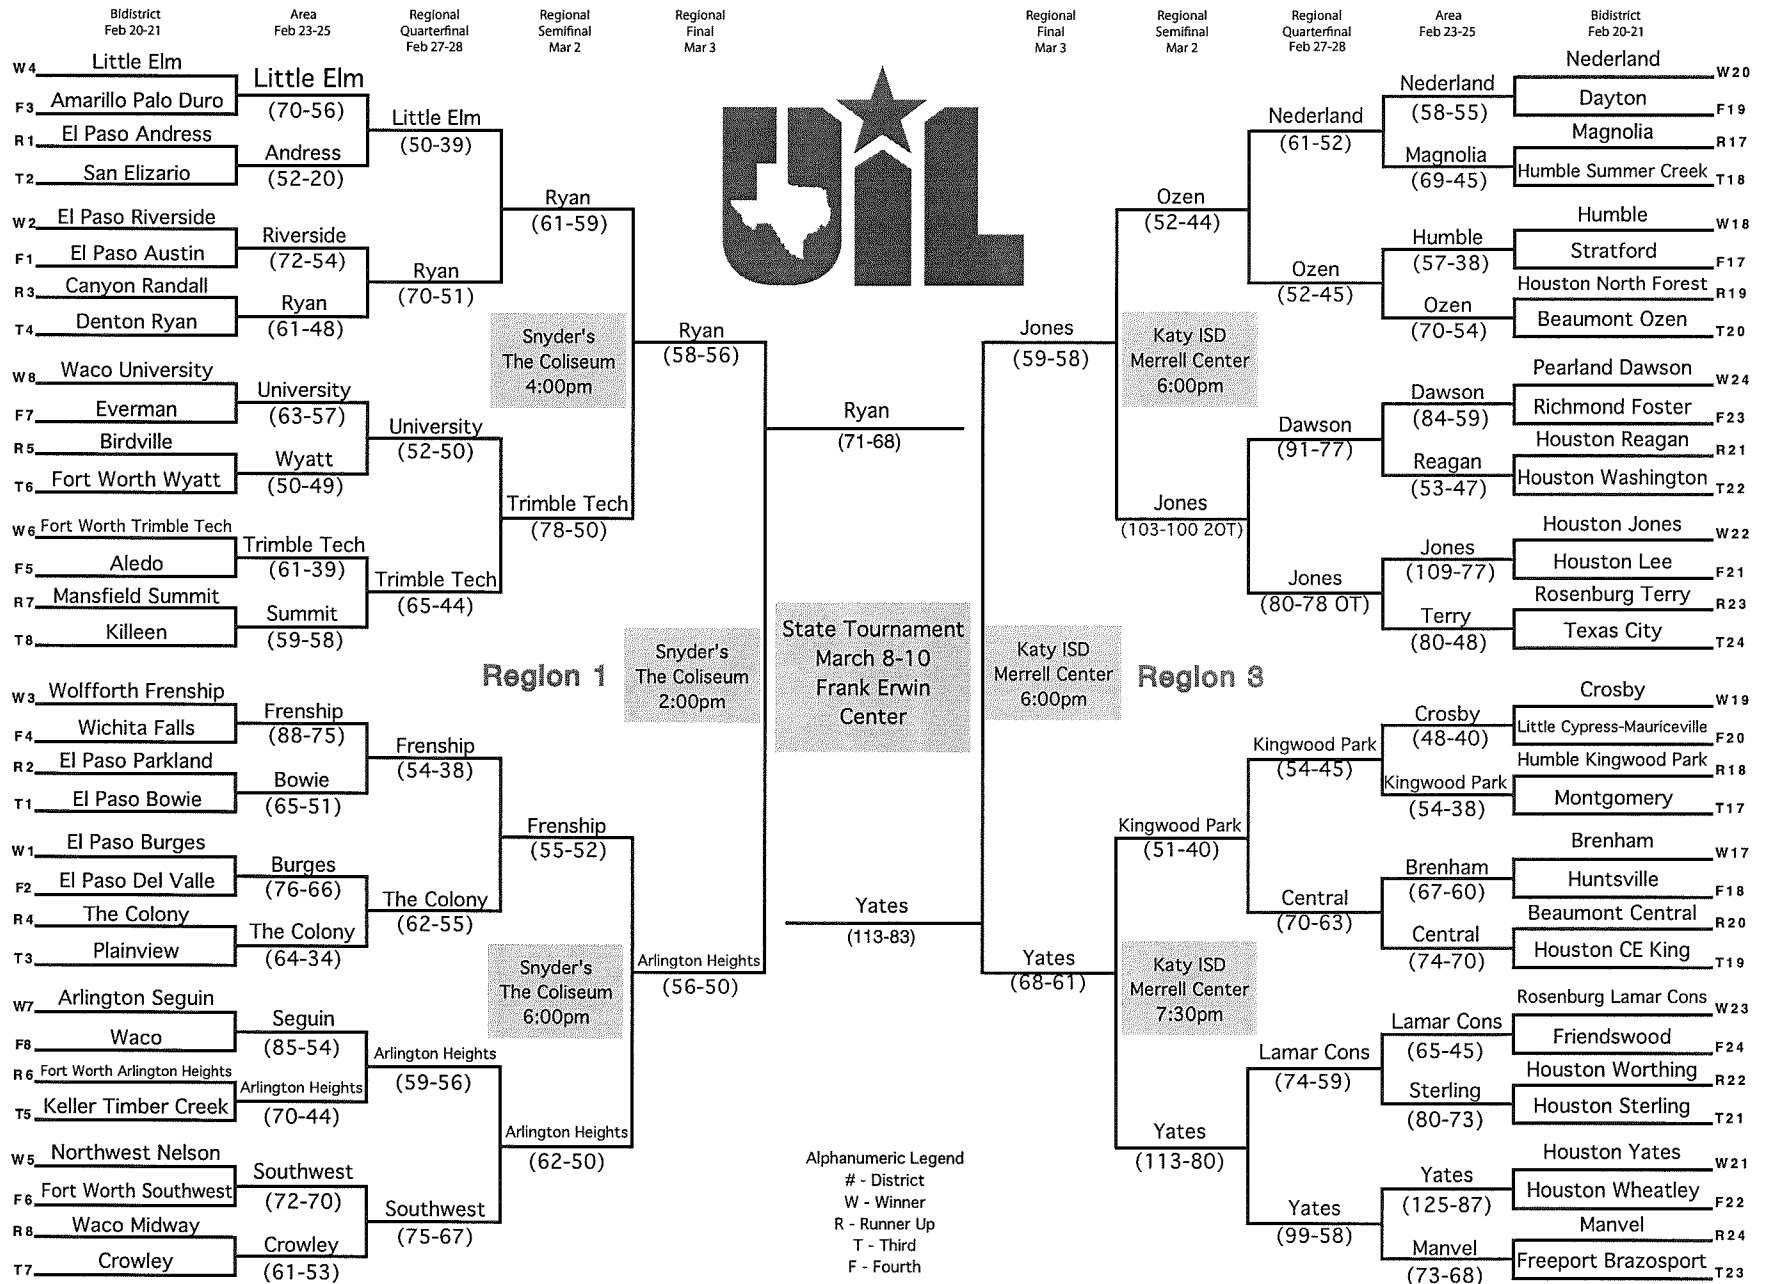 Bidistrict
Feb 20-21
Area
Feb 23-25
Regional
Quarterfinal
Feb 27-28
Regional
Semifinal
Mar 2
Regional
Final
Mar 3
Regional
Final
Mar 3
Regional
Semifinal
Mar 2
Regional
Quarterfinal
Feb 27-28
Area
Feb 23-25
Bidistrict
Feb 20-21
W4 Little Elm
F3 Amarillo Palo Duro
R1 El Paso Andress
T2 San Elizario
W2 El Paso Riverside
F1 El Paso Austin
R3 Canyon Randall
T4 Denton Ryan
W8 Waco University
F7 Everman
R5 Birdville
T6 Fort Worth Wyatt
W6 Fort Worth Trimble Tech
F5 Aledo
R7 Mansfield Summit
T8 Killeen
W3 Wolfforth Frenship
F4 Wichita Falls
R2 El Paso Parkland
T1 El Paso Bowie
W1 El Paso Burges
F2 El Paso Del Valle
R4 The Colony
T3 Plainview
W7 Arlington Seguin
F8 Waco
R6 Fort Worth Arlington Heights
T5 Keller Timber Creek
W5 Northwest Nelson
F6 Fort Worth Southwest
R8 Waco Midway
T7 Crowley
Little Elm
(70-56)
Andress
(52-20)
Riverside
(72-54)
Ryan
(61-48)
University
(63-57)
Wyatt
(50-49)
Trimble Tech
(61-39)
Summit
(59-58)
Frenship
(88-75)
Bowie
(65-51)
Burges
(76-66)
The Colony
(64-34)
Seguin
(85-54)
Arlington Heights
(70-44)
Southwest
(72-70)
Crowley
(61-53)
Little Elm
(50-39)
Ryan
(70-51)
University
(52-50)
Trimble Tech
(65-44)
Frenship
(54-38)
The Colony
(62-55)
Arlington Heights
(59-56)
Southwest
(75-67)
Ryan
(61-59)
Snyder's
The Coliseum
4:00pm
Trimble Tech
(78-50)
Region 1
Frenship
(55-52)
Snyder's
The Coliseum
6:00pm
Arlington Heights
(62-50)
Ryan
(58-56)
Snyder's
The Coliseum
2:00pm
Arlington Heights
(56-50)
UIL
Ryan
(71-68)
State Tournament
March 8-10
Frank Erwin
Center
Yates
(113-83)
Alphanumeric Legend
# - District
W - Winner
R - Runner Up
T - Third
F - Fourth
Jones
(59-58)
Katy ISD
Merrell Center
6:00pm
Yates
(68-61)
Ozen
(52-44)
Katy ISD
Merrell Center
6:00pm
Jones
(103-100 2OT)
Region 3
Kingwood Park
(51-40)
Katy ISD
Merrell Center
7:30pm
Yates
(113-80)
Nederland
(61-52)
Ozen
(52-45)
Dawson
(91-77)
Jones
(80-78 OT)
Kingwood Park
(54-45)
Central
(70-63)
Lamar Cons
(74-59)
Yates
(99-58)
Nederland
(58-55)
Magnolia
(69-45)
Humble
(57-38)
Ozen
(70-54)
Dawson
(84-59)
Reagan
(53-47)
Jones
(109-77)
Terry
(80-48)
Crosby
(48-40)
Kingwood Park
(54-38)
Brenham
(67-60)
Central
(74-70)
Lamar Cons
(65-45)
Sterling
(80-73)
Yates
(125-87)
Manvel
(73-68)
Nederland W20
Dayton F19
Magnolia R17
Humble Summer Creek T18
Humble W18
Stratford F17
Houston North Forest R19
Beaumont Ozen T20
Pearland Dawson W24
Richmond Foster F23
Houston Reagan R21
Houston Washington T22
Houston Jones W22
Houston Lee F21
Rosenburg Terry R23
Texas City T24
Crosby W19
Little Cypress-Mauriceville F20
Humble Kingwood Park R18
Montgomery T17
Brenham W17
Huntsville F18
Beaumont Central R20
Houston CE King T19
Rosenburg Lamar Cons W23
Friendswood F24
Houston Worthing R22
Houston Sterling T21
Houston Yates W21
Houston Wheatley F22
Manvel R24
Freeport Brazosport T23